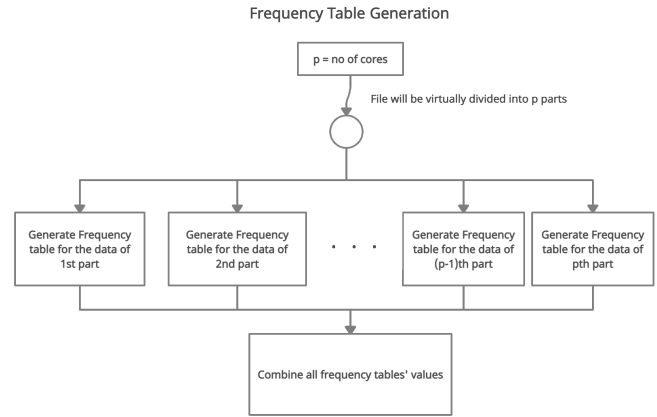 Frequency Table Generation
p = no of cores
File will be virtually divided into p parts
Generate Frequency
table for the data of
1st part
Generate Frequency
table for the data of
2nd part
. . .
Generate Frequency
table for the data of
(p-1)th part
Generate Frequency
table for the data of
pth part
Combine all frequency tables' values